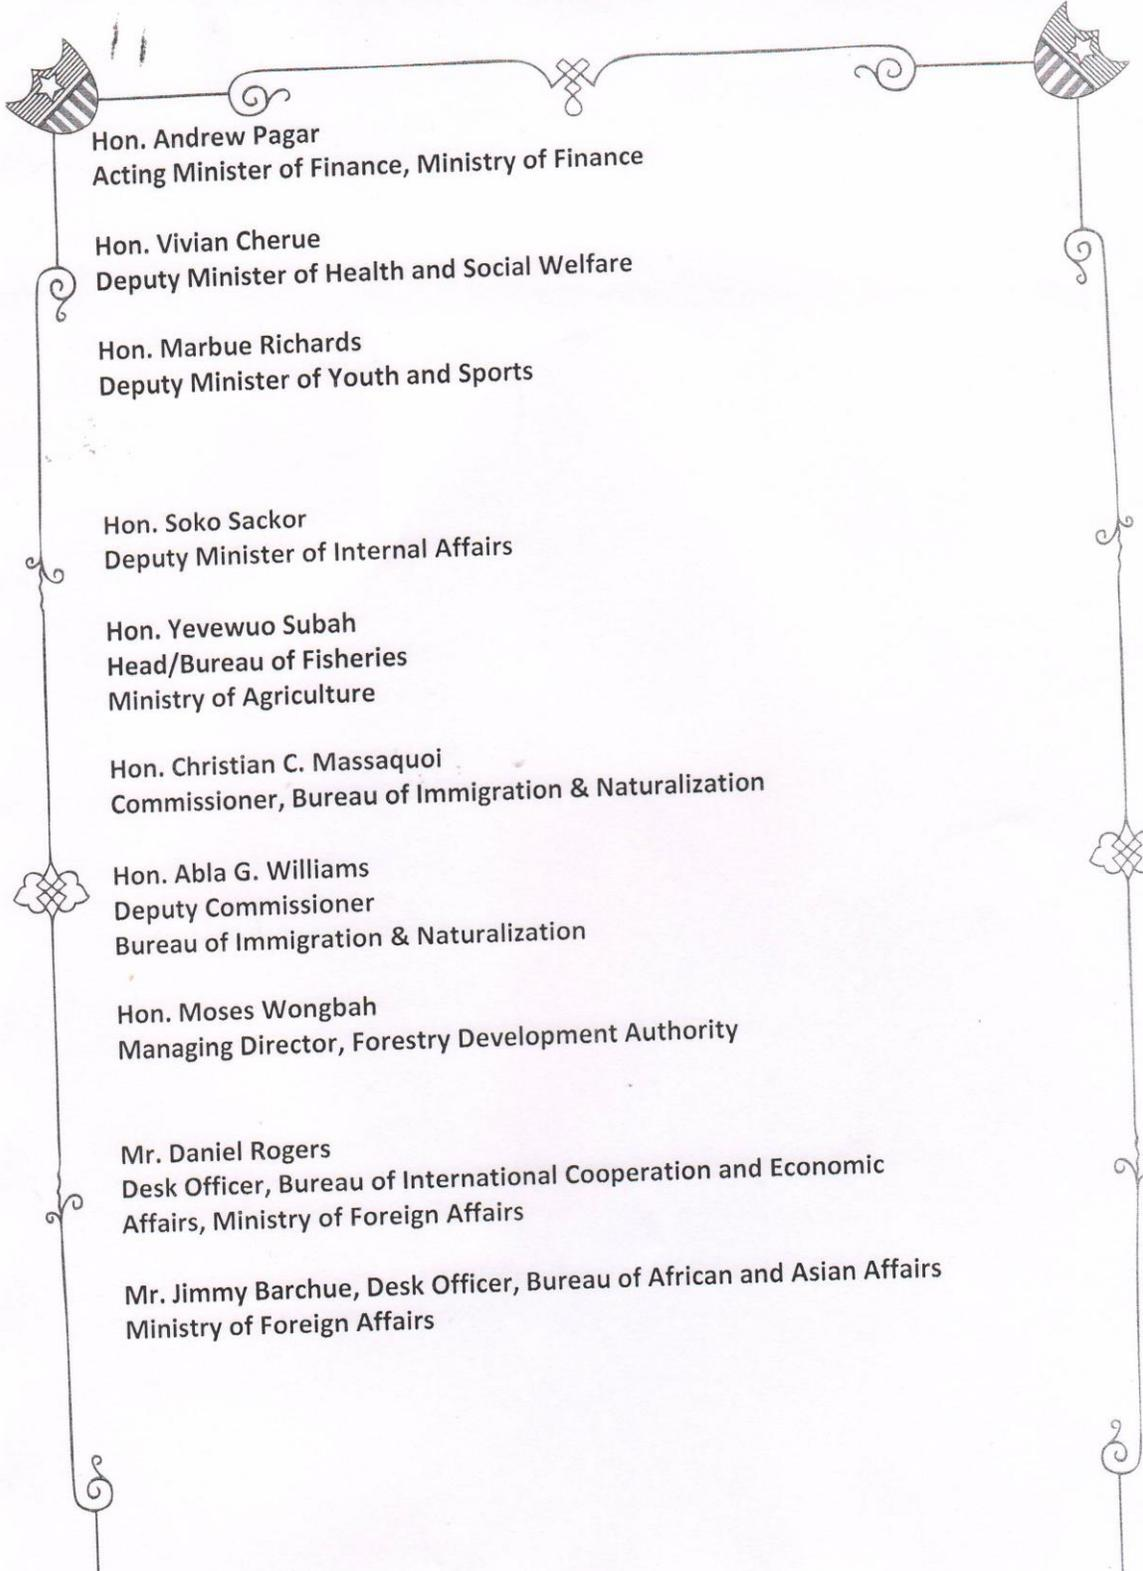 Hon. Andrew Pagar
Acting Minister of Finance, Ministry of Finance
Hon. Vivian Cherue
Deputy Minister of Health and Social Welfare
Hon. Marbue Richards
Deputy Minister of Youth and Sports
Hon. Soko Sackor
Deputy Minister of Internal Affairs
Hon. Yevewuo Subah
Head/Bureau of Fisheries
Ministry of Agriculture
Hon. Christian C. Massaquoi
Commissioner, Bureau of Immigration & Naturalization
Hon. Abla G. Williams
Deputy Commissioner
Bureau of Immigration & Naturalization
Hon. Moses Wongbah
Managing Director, Forestry Development Authority
Mr. Daniel Rogers
Desk Officer, Bureau of International Cooperation and Economic
Affairs, Ministry of Foreign Affairs
Mr. Jimmy Barchue, Desk Officer, Bureau of African and Asian Affairs
Ministry of Foreign Affairs